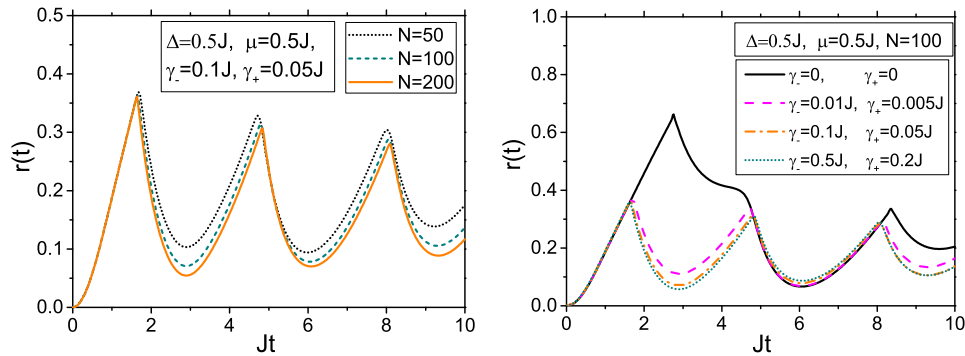 0.5
0.4
0.3
0.2
0.1
0.0
r(t)
Δ=0.5J, μ=0.5J,
γ₋=0.1J, γ₊=0.05J
N=50
N=100
N=200
0 2 4 6 8 10
Jt
1.0
0.8
0.6
0.4
0.2
0.0
r(t)
Δ=0.5J, μ=0.5J, N=100
γ₋=0, γ₊=0
γ₋=0.01J, γ₊=0.005J
γ₋=0.1J, γ₊=0.05J
γ₋=0.5J, γ₊=0.2J
0 2 4 6 8 10
Jt